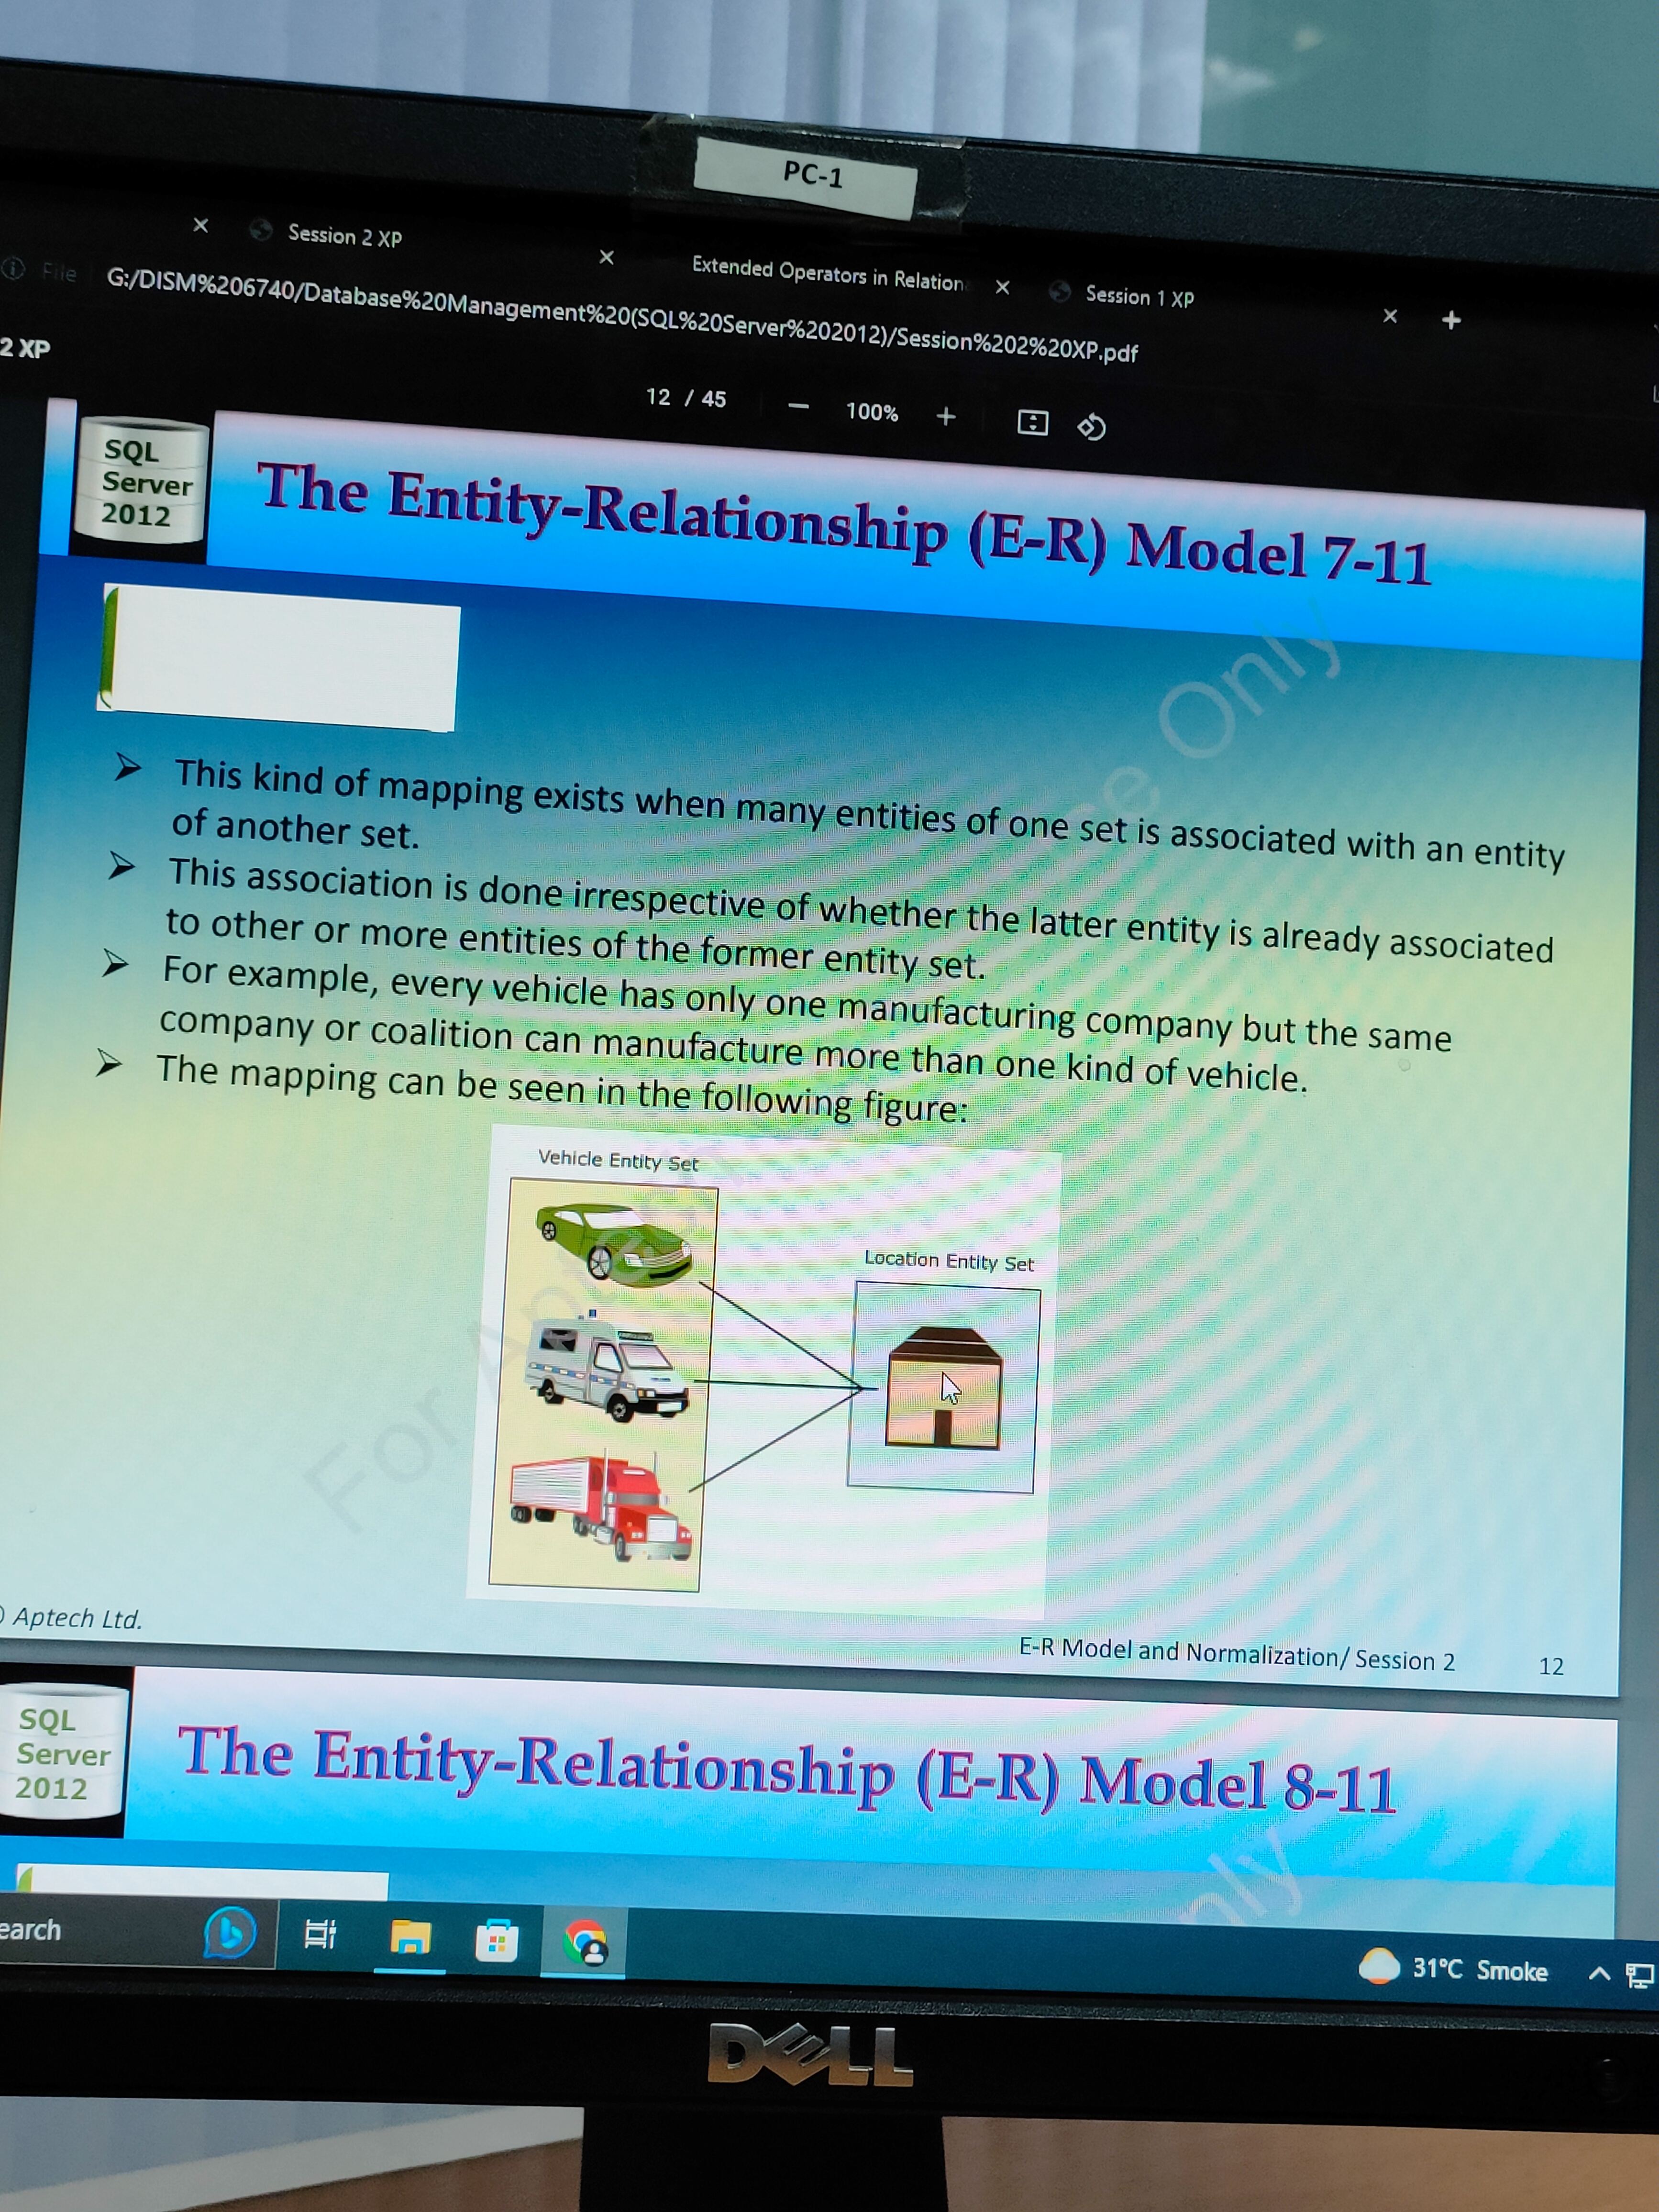 PC-1
Session 2 XP
Extended Operators in Relation
Session 1 XP
File
G:/DISM%206740/Database%20Management%20(SQL%20Server%202012)/Session%202%20XP.pdf
2 XP
12 / 45
100%
SQL
Server
2012
The Entity-Relationship (E-R) Model 7-11
This kind of mapping exists when many entities of one set is associated with an entity
of another set.
This association is done irrespective of whether the latter entity is already associated
to other or more entities of the former entity set.
For example, every vehicle has only one manufacturing company but the same
company or coalition can manufacture more than one kind of vehicle.
The mapping can be seen in the following figure:
Vehicle Entity Set
Location Entity Set
For Aptech
Only
© Aptech Ltd.
E-R Model and Normalization/ Session 2
12
SQL
Server
2012
The Entity-Relationship (E-R) Model 8-11
nly
earch
31°C Smoke
DELL